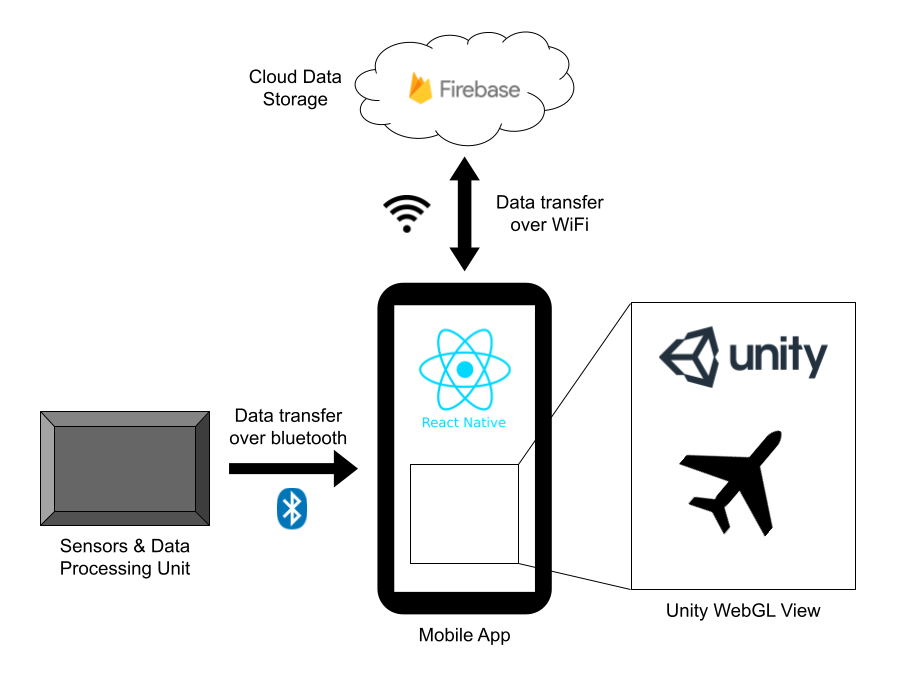 Cloud Data
Storage
Firebase
Data transfer
over WiFi
React Native
unity
Data transfer
over bluetooth
Sensors & Data
Processing Unit
Unity WebGL View
Mobile App